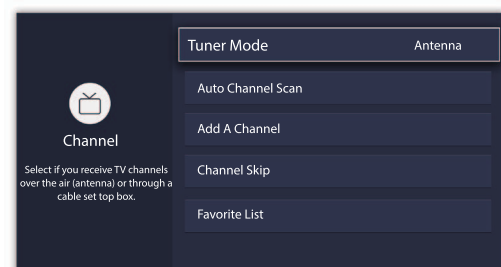 Channel
Select if you receive TV channels
over the air (antenna) or through a
cable set top box.
Tuner Mode Antenna
Auto Channel Scan
Add A Channel
Channel Skip
Favorite List